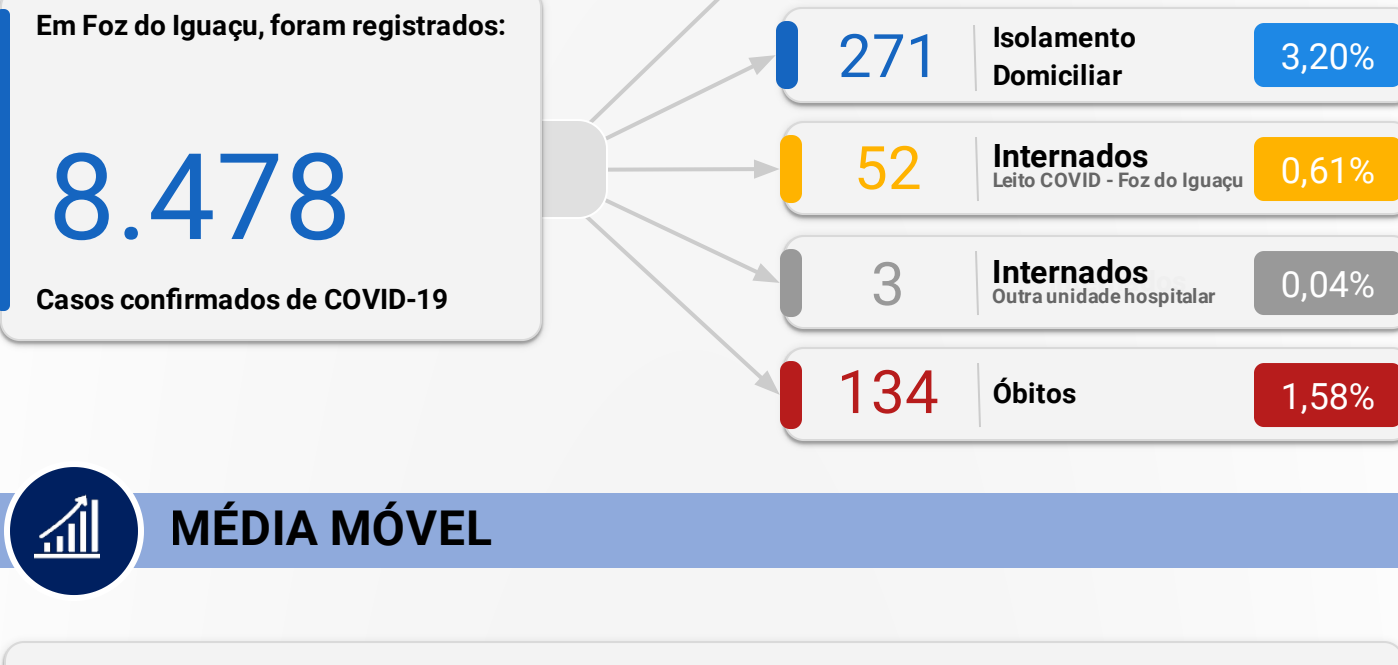 Em Foz do Iguaçu, foram registrados:
8.478
Casos confirmados de COVID-19
271
Isolamento
Domiciliar
3,20%
52
Internados
Leito COVID - Foz do Iguaçu
0,61%
3
Internados
Outra unidade hospitalar
0,04%
134
Óbitos
1,58%
MÉDIA MÓVEL